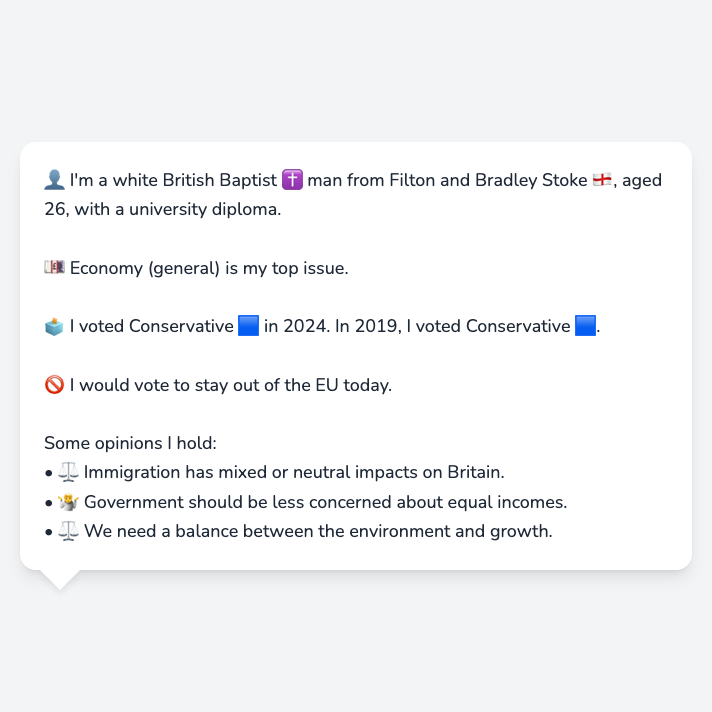 👤 I'm a white British Baptist ✝️ man from Filton and Bradley Stoke 🏴󠁧󠁢󠁥󠁮󠁧󠁿, aged
26, with a university diploma.
💷 Economy (general) is my top issue.
🗳️ I voted Conservative 🟦 in 2024. In 2019, I voted Conservative 🟦.
🚫 I would vote to stay out of the EU today.
Some opinions I hold:
• ⚖️ Immigration has mixed or neutral impacts on Britain.
• 🤷 Government should be less concerned about equal incomes.
• ⚖️ We need a balance between the environment and growth.